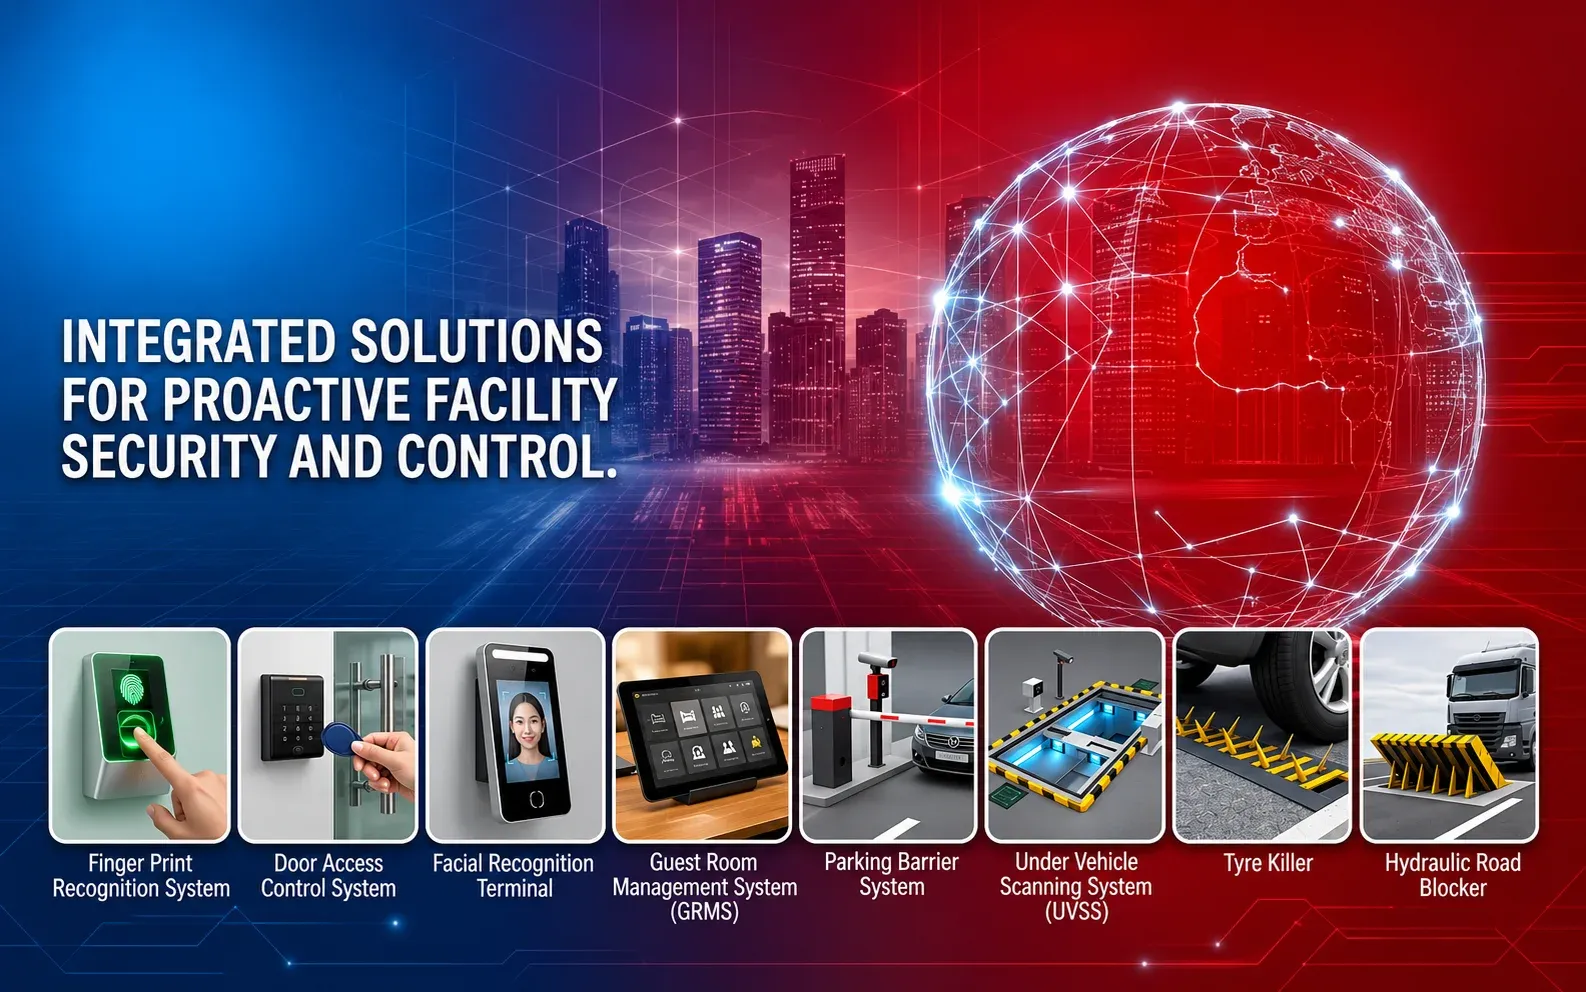 INTEGRATED SOLUTIONS
FOR PROACTIVE FACILITY
SECURITY AND CONTROL.
Finger Print
Recognition System
Door Access
Control System
Facial Recognition
Terminal
Guest Room
Management System
(GRMS)
Parking Barrier
System
Under Vehicle
Scanning System
(UVSS)
Tyre Killer
Hydraulic Road
Blocker